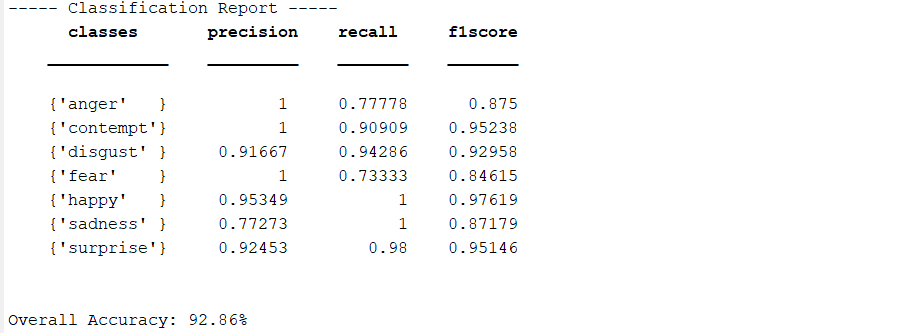 ----- Classification Report -----
classes precision recall f1score
{'anger' } 1 0.77778 0.875
{'contempt'} 1 0.90909 0.95238
{'disgust' } 0.91667 0.94286 0.92958
{'fear' } 1 0.73333 0.84615
{'happy' } 0.95349 1 0.97619
{'sadness' } 0.77273 1 0.87179
{'surprise'} 0.92453 0.98 0.95146
Overall Accuracy: 92.86%